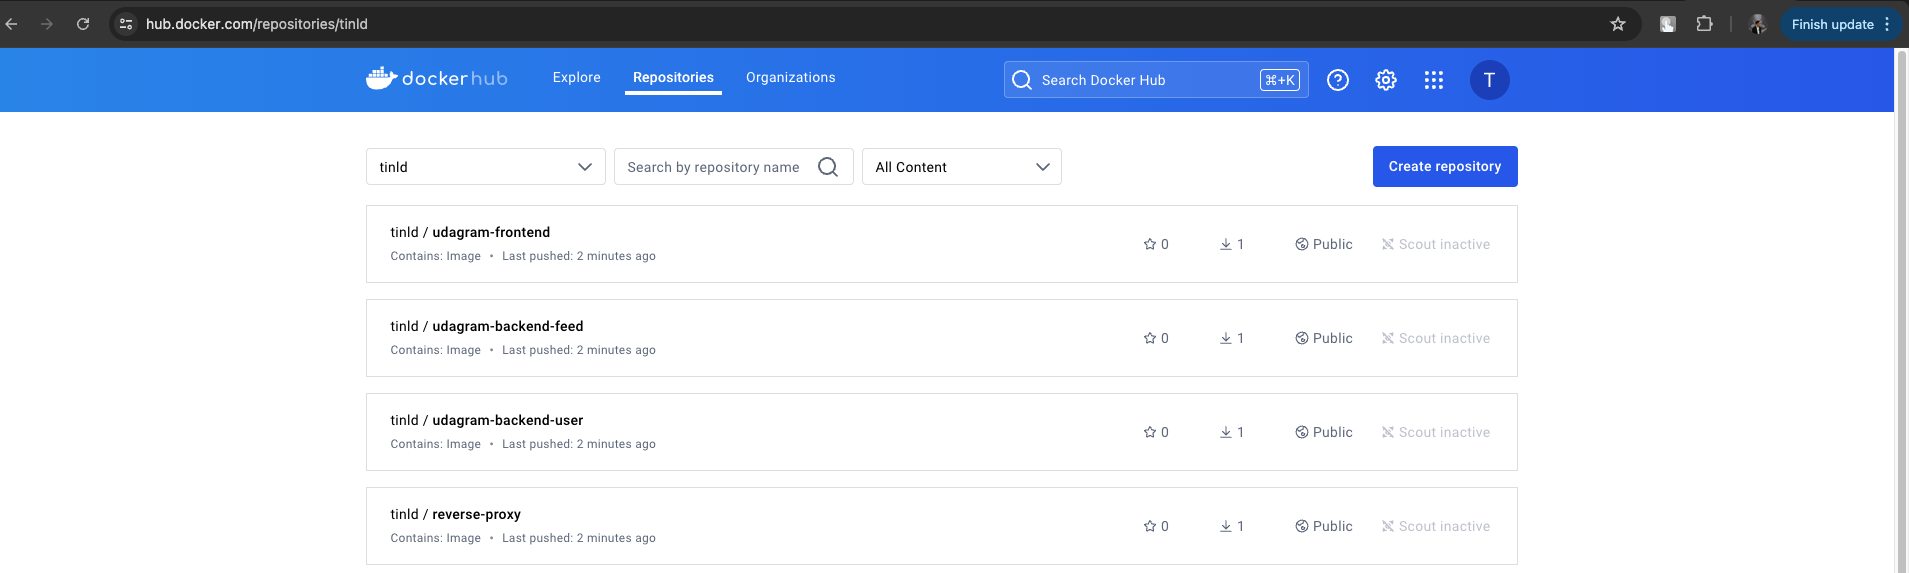 hub.docker.com/repositories/tinld
Finish update
dockerhub
Explore
Repositories
Organizations
Search Docker Hub
⌘+K
T
tinld
Search by repository name
All Content
Create repository
tinld / udagram-frontend
Contains: Image • Last pushed: 2 minutes ago
0
1
Public
Scout inactive
tinld / udagram-backend-feed
Contains: Image • Last pushed: 2 minutes ago
0
1
Public
Scout inactive
tinld / udagram-backend-user
Contains: Image • Last pushed: 2 minutes ago
0
1
Public
Scout inactive
tinld / reverse-proxy
Contains: Image • Last pushed: 2 minutes ago
0
1
Public
Scout inactive